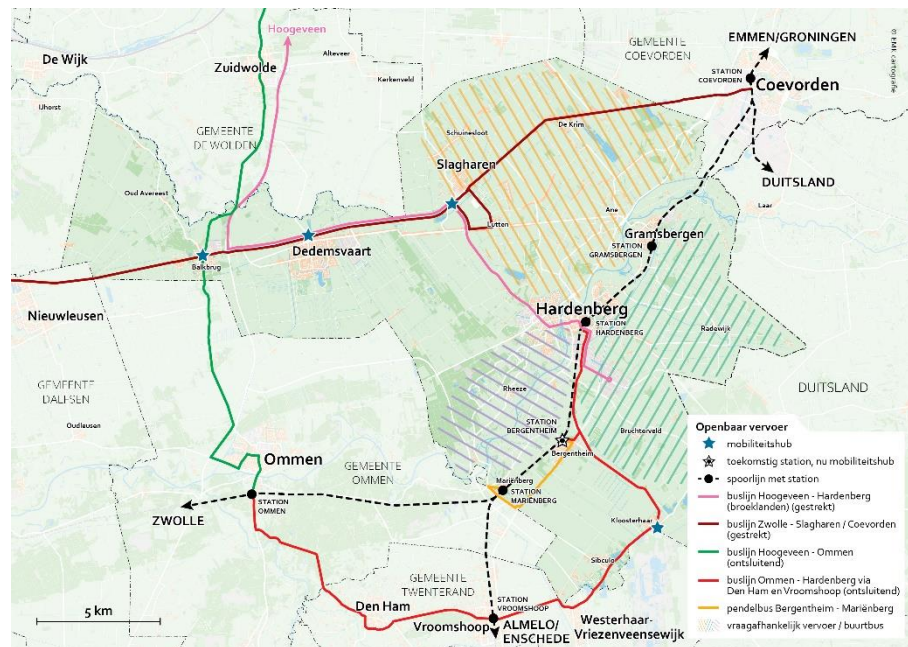 Hoogeveen
De Wijk
Zuidwolde
Alteveer
Kerkenveld
IJhorst
GEMEENTE
DE WOLDEN
GEMEENTE
COEVORDEN
EMMEN/GRONINGEN
STATION
COEVORDEN
Coevorden
© EMK cartografie
Schuinesloot
De Krim
Slagharen
DUITSLAND
Oud Avereest
Lutten
Ane
Laar
Gramsbergen
STATION
GRAMSBERGEN
Balkbrug
Dedemsvaart
Nieuwleusen
Hardenberg
STATION
HARDENBERG
Radewijk
GEMEENTE
DALFSEN
Rheeze
DUITSLAND
Oudleusen
STATION
BERGENTHEIM
Bruchterveld
Bergentheim
Ommen
GEMEENTE
OMMEN
Mariënberg
STATION
MARIËNBERG
STATION
OMMEN
ZWOLLE
Kloosterhaar
Sibculo
GEMEENTE
TWENTERAND
5 km
Den Ham
STATION
VROOMSHOOP
Vroomshoop
ALMELO/
ENSCHEDE
Westerhaar-
Vriezenveensewijk
Openbaar vervoer
mobiliteitshub
toekomstig station, nu mobiliteitshub
spoorlijn met station
buslijn Hoogeveen - Hardenberg
(broeklanden) (gestrekt)
buslijn Zwolle - Slagharen / Coevorden
(gestrekt)
buslijn Hoogeveen - Ommen
(ontsluitend)
buslijn Ommen - Hardenberg via
Den Ham en Vroomshoop (ontsluitend)
pendelbus Bergentheim - Mariënberg
vraagafhankelijk vervoer / buurtbus